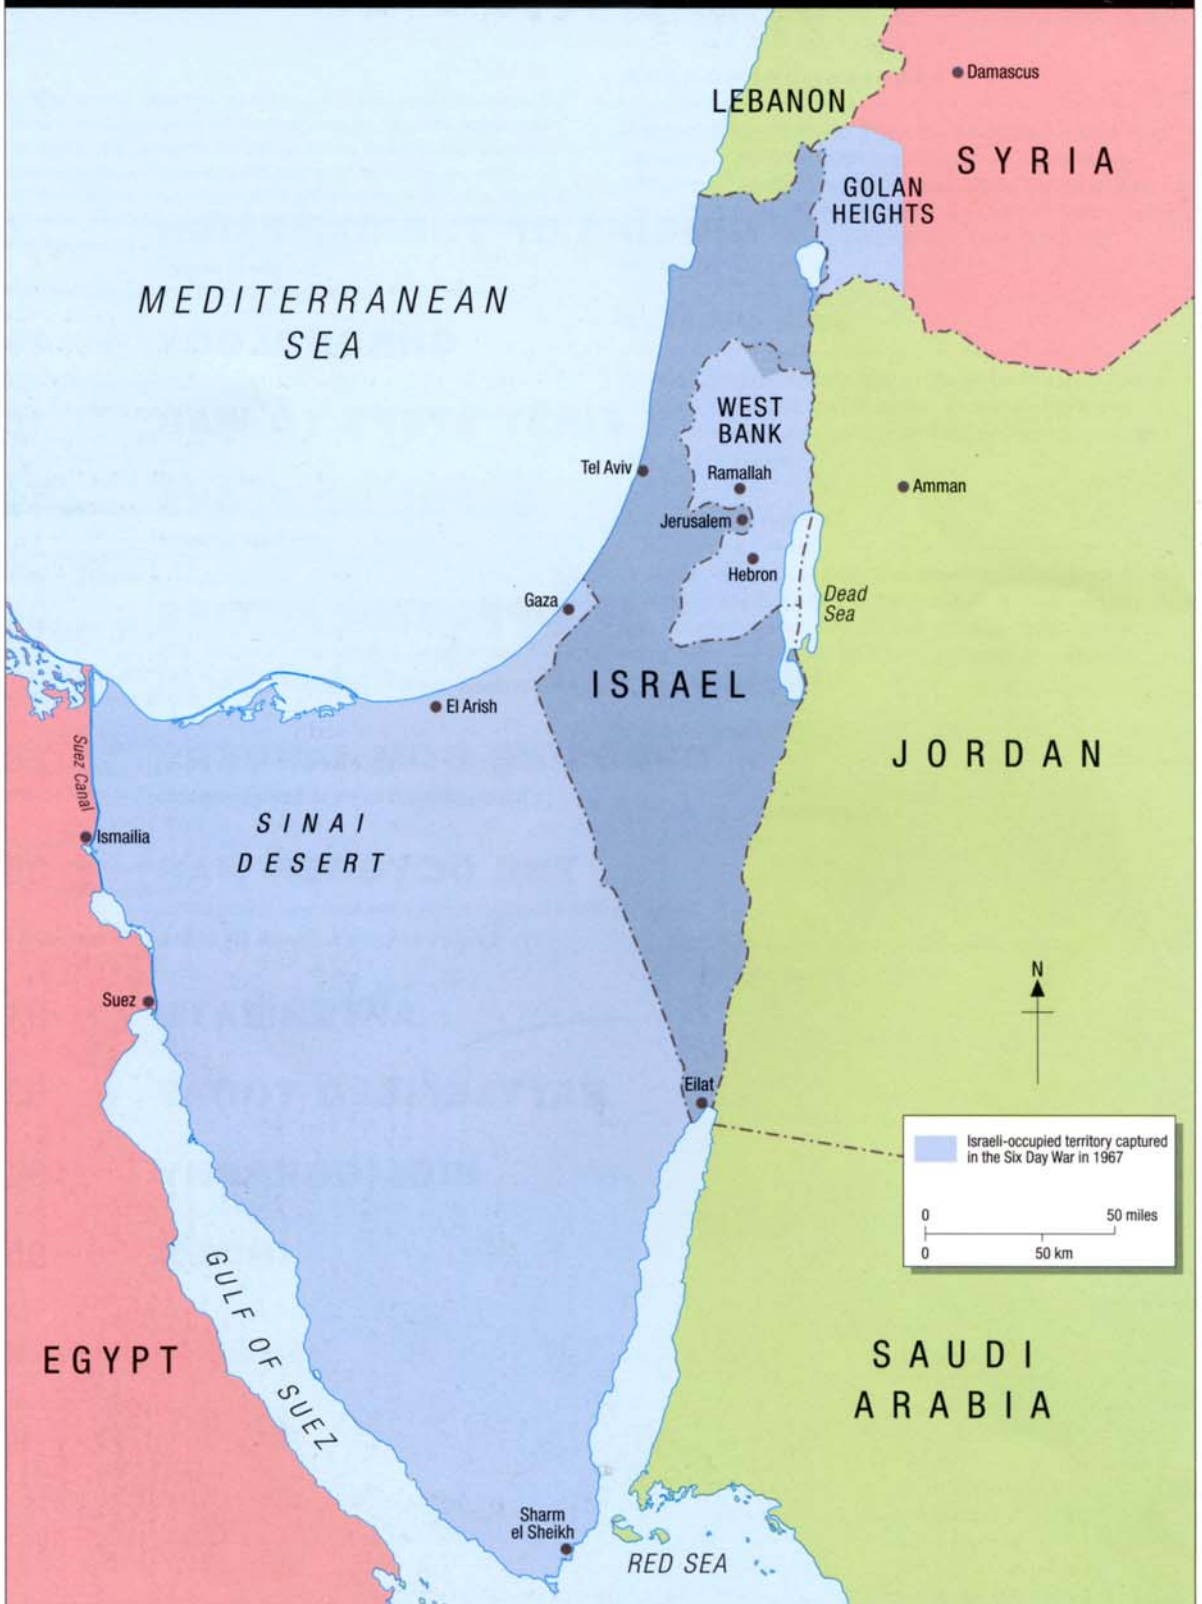 LEBANON
Damascus
SYRIA
GOLAN
HEIGHTS
MEDITERRANEAN
SEA
WEST
BANK
Tel Aviv
Ramallah
Amman
Jerusalem
Hebron
Gaza
Dead
Sea
ISRAEL
El Arish
Suez Canal
JORDAN
Ismailia
SINAI
DESERT
N
Suez
Eilat
Israeli-occupied territory captured
in the Six Day War in 1967
0 50 miles
0 50 km
GULF OF SUEZ
EGYPT
SAUDI
ARABIA
Sharm
el Sheikh
RED SEA